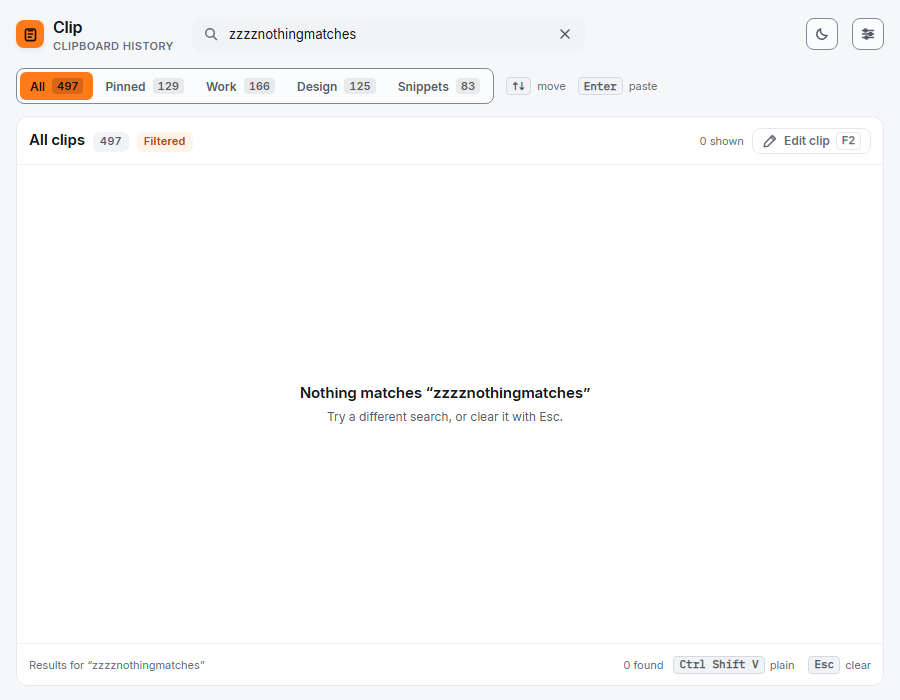 Clip
CLIPBOARD HISTORY
zzzznothingmatches
All 497 Pinned 129 Work 166 Design 125 Snippets 83 ↑↓ move Enter paste
All clips 497 Filtered 0 shown Edit clip F2
Nothing matches “zzzznothingmatches”
Try a different search, or clear it with Esc.
Results for “zzzznothingmatches” 0 found Ctrl Shift V plain Esc clear